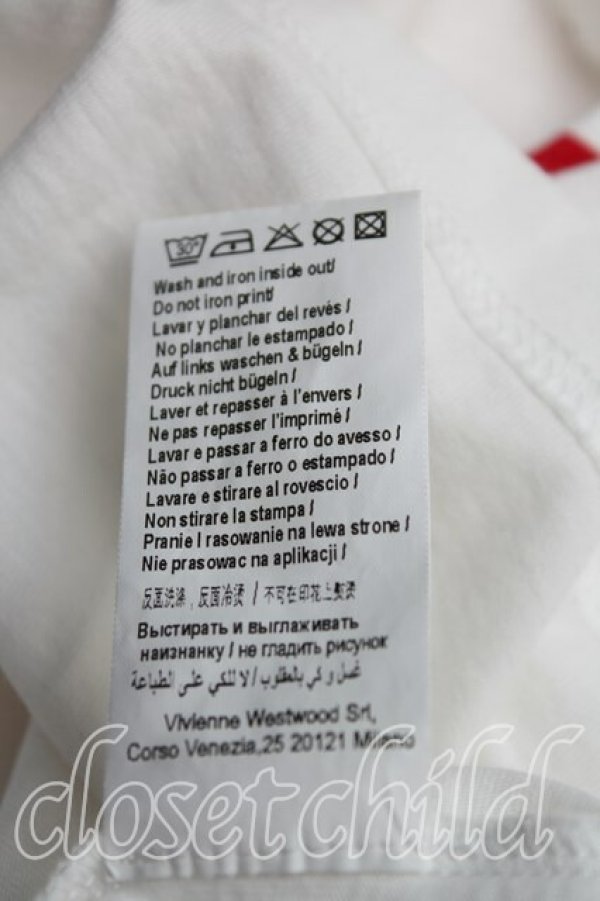 30°
Wash and iron inside out/
Do not iron print/
Lavar y planchar del revés /
No planchar le estampado /
Auf links waschen & bügeln /
Druck nicht bügeln /
Laver et repasser à l'envers /
Ne pas repasser l'imprimé /
Lavar e passar a ferro do avesso /
Não passar a ferro o estampado /
Lavare e stirare al rovescio /
Non stirare la stampa /
Pranie I rasowanie na lewa strone /
Nie prasowac na aplikacji /
反面洗涤，反面冷烫 / 不可在印花上熨烫
Выстирать и выглаживать
наизнанку / не гладить рисунок
غسل و كي بالمقلوب / لا للكي على الطباعة
Vivienne Westwood Srl,
Corso Venezia,25 20121 Milano
closetchild